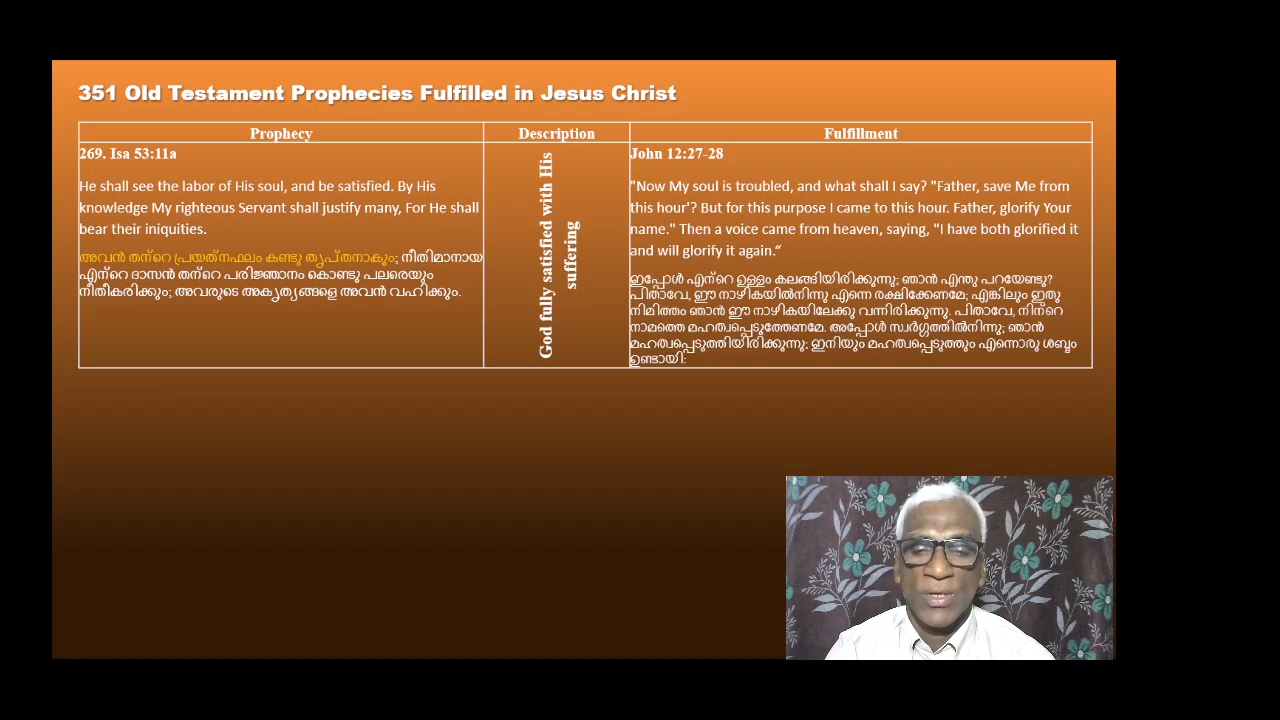 351 Old Testament Prophecies Fulfilled in Jesus Christ
Prophecy
Description
Fulfillment
269. Isa 53:11a
He shall see the labor of His soul, and be satisfied. By His
knowledge My righteous Servant shall justify many, For He shall
bear their iniquities.
അവൻ തന്റെ പ്രയത്‌നഫലം കണ്ടു തൃപ്തനാകും; നീതിമാനായ
എന്റെ ദാസൻ തന്റെ പരിജ്ഞാനം കൊണ്ടു പലരെയും
നീതീകരിക്കും; അവരുടെ അകൃത്യങ്ങളെ അവൻ വഹിക്കും.
God fully satisfied with His
suffering
John 12:27-28
"Now My soul is troubled, and what shall I say? "Father, save Me from
this hour'? But for this purpose I came to this hour. Father, glorify Your
name." Then a voice came from heaven, saying, "I have both glorified it
and will glorify it again.“
ഇപ്പോൾ എന്റെ ഉള്ളം കലങ്ങിയിരിക്കുന്നു; ഞാൻ എന്തു പറയേണ്ടു?
പിതാവേ, ഈ നാഴികയിൽനിന്നു എന്നെ രക്ഷിക്കേണമേ; എങ്കിലും ഇതു
നിമിത്തം ഞാൻ ഈ നാഴികയിലേക്കു വന്നിരിക്കുന്നു. പിതാവേ, നിന്റെ
നാമത്തെ മഹത്വപ്പെടുത്തേണമേ. അപ്പോൾ സ്വർഗ്ഗത്തിൽനിന്നു; ഞാൻ
മഹത്വപ്പെടുത്തിയിരിക്കുന്നു; ഇനിയും മഹത്വപ്പെടുത്തും എന്നൊരു ശബ്ദം
ഉണ്ടായി: